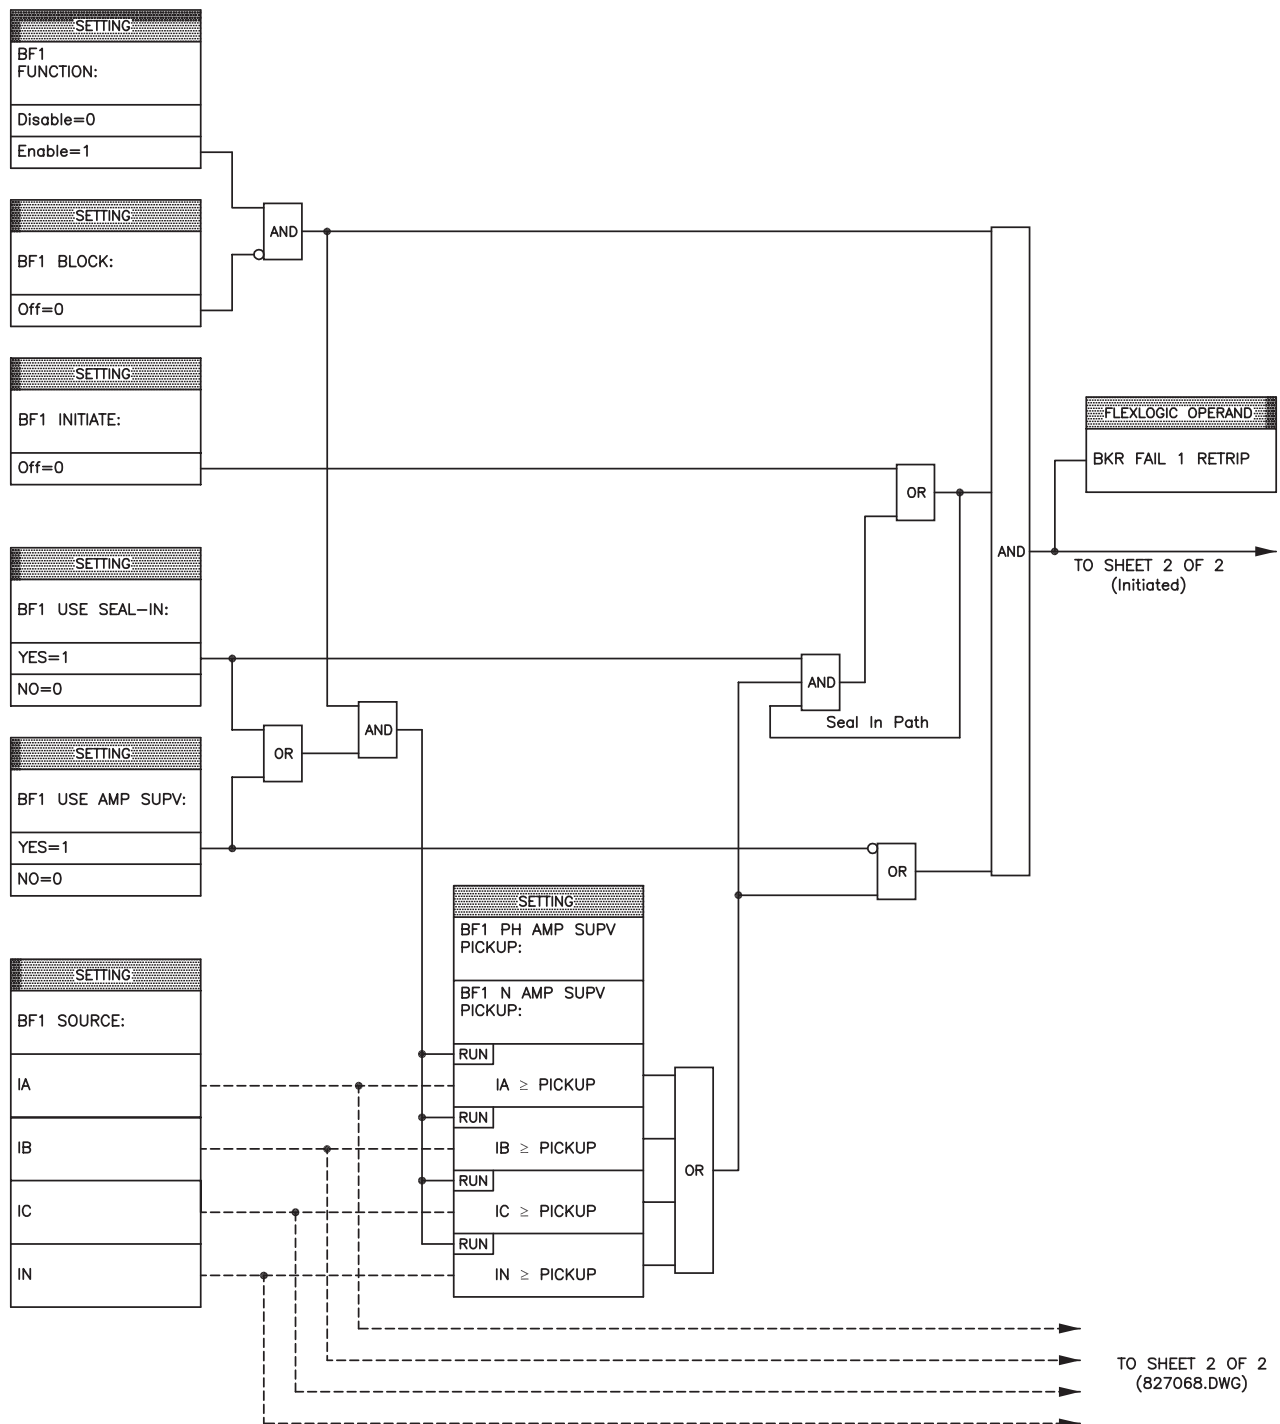 SETTING
BF1
FUNCTION:
Disable=0
Enable=1
SETTING
BF1 BLOCK:
Off=0
AND
SETTING
BF1 INITIATE:
Off=0
OR
FLEXLOGIC OPERAND
BKR FAIL 1 RETRIP
AND
TO SHEET 2 OF 2
(Initiated)
SETTING
BF1 USE SEAL-IN:
YES=1
NO=0
AND
Seal In Path
AND
OR
SETTING
BF1 USE AMP SUPV:
YES=1
NO=0
OR
SETTING
BF1 PH AMP SUPV
PICKUP:
BF1 N AMP SUPV
PICKUP:
RUN
IA ≥ PICKUP
RUN
IB ≥ PICKUP
RUN
IC ≥ PICKUP
RUN
IN ≥ PICKUP
OR
SETTING
BF1 SOURCE:
IA
IB
IC
IN
TO SHEET 2 OF 2
(827068.DWG)